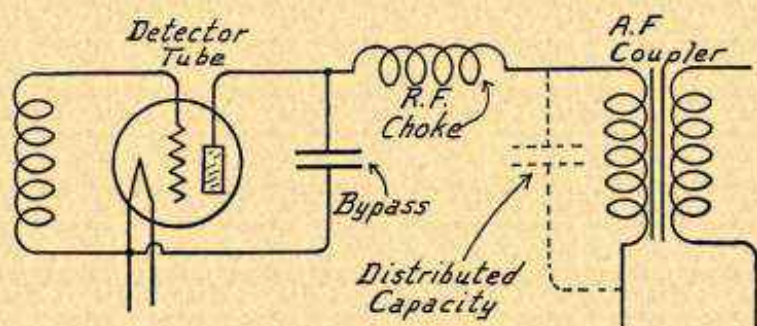 Detector
Tube
A.F
Coupler
R.F.
Choke
Bypass
Distributed
Capacity